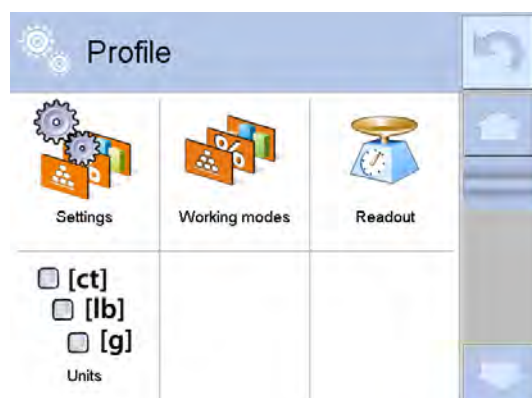 Profile
Settings
Working modes
Readout
[ct]
[lb]
[g]
Units